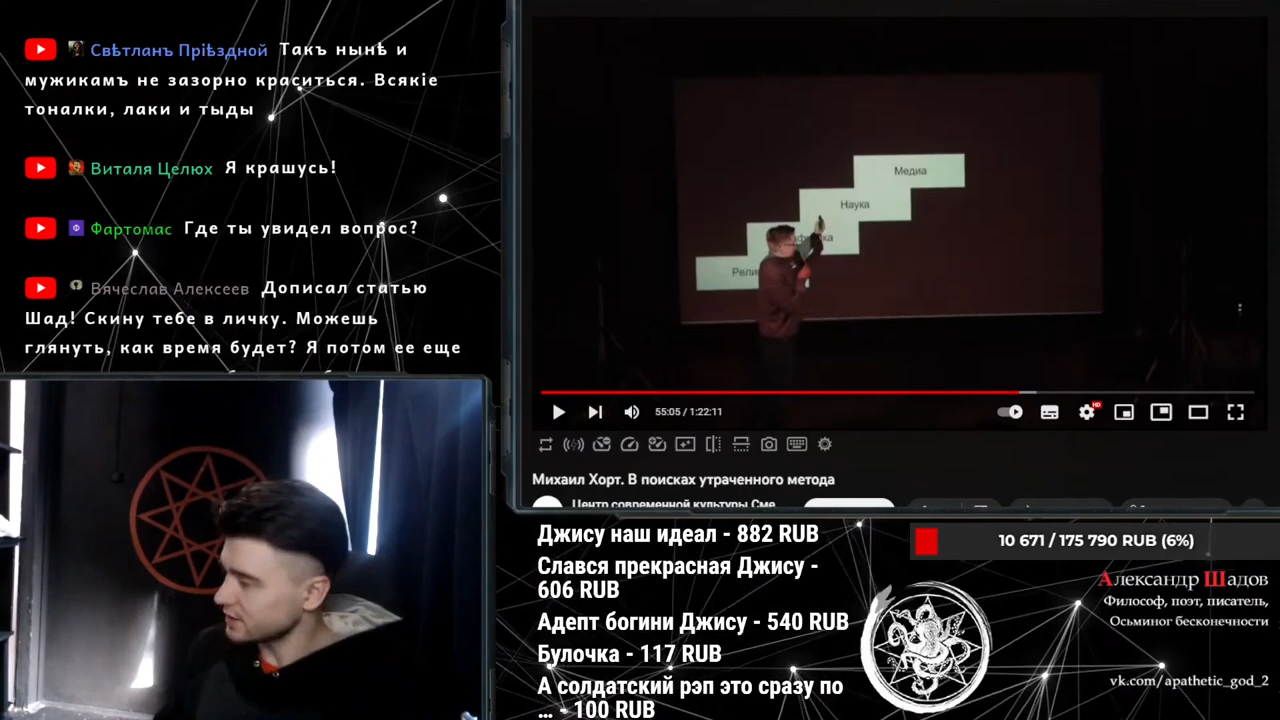 Свѣтланъ Пріѣздной Такъ нынѣ и
мужикамъ не зазорно краситься. Всякіе
тоналки, лаки и тыды
Виталя Целюх Я крашусь!
Ф Фартомас Где ты увидел вопрос?
Вячеслав Алексеев Дописал статью
Шад! Скину тебе в личку. Можешь
глянуть, как время будет? Я потом ее еще
Медиа
Наука
55:05 / 1:22:11
HD
Михаил Хорт. В поисках утраченного метода
Центр современной культуры Сме
Джису наш идеал - 882 RUB
Слався прекрасная Джису -
606 RUB
Адепт богини Джису - 540 RUB
Булочка - 117 RUB
А солдатский рэп это сразу по
... - 100 RUB
10 671 / 175 790 RUB (6%)
Александр Шадов
Философ, поэт, писатель,
Осьминог бесконечности
vk.com/apathetic_god_2